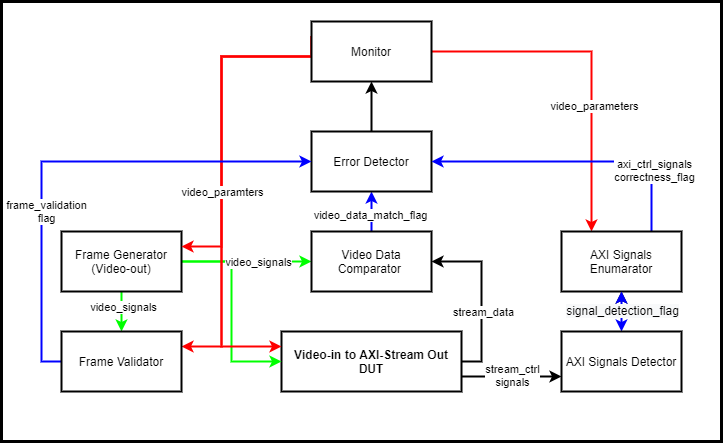 Monitor
video_parameters
Error Detector
axi_ctrl_signals
correctness_flag
video_paramters
frame_validation
flag
video_data_match_flag
Frame Generator
(Video-out)
video_signals
Video Data
Comparator
AXI Signals
Enumarator
video_signals
stream_data
signal_detection_flag
Frame Validator
Video-in to AXI-Stream Out
DUT
stream_ctrl
signals
AXI Signals Detector